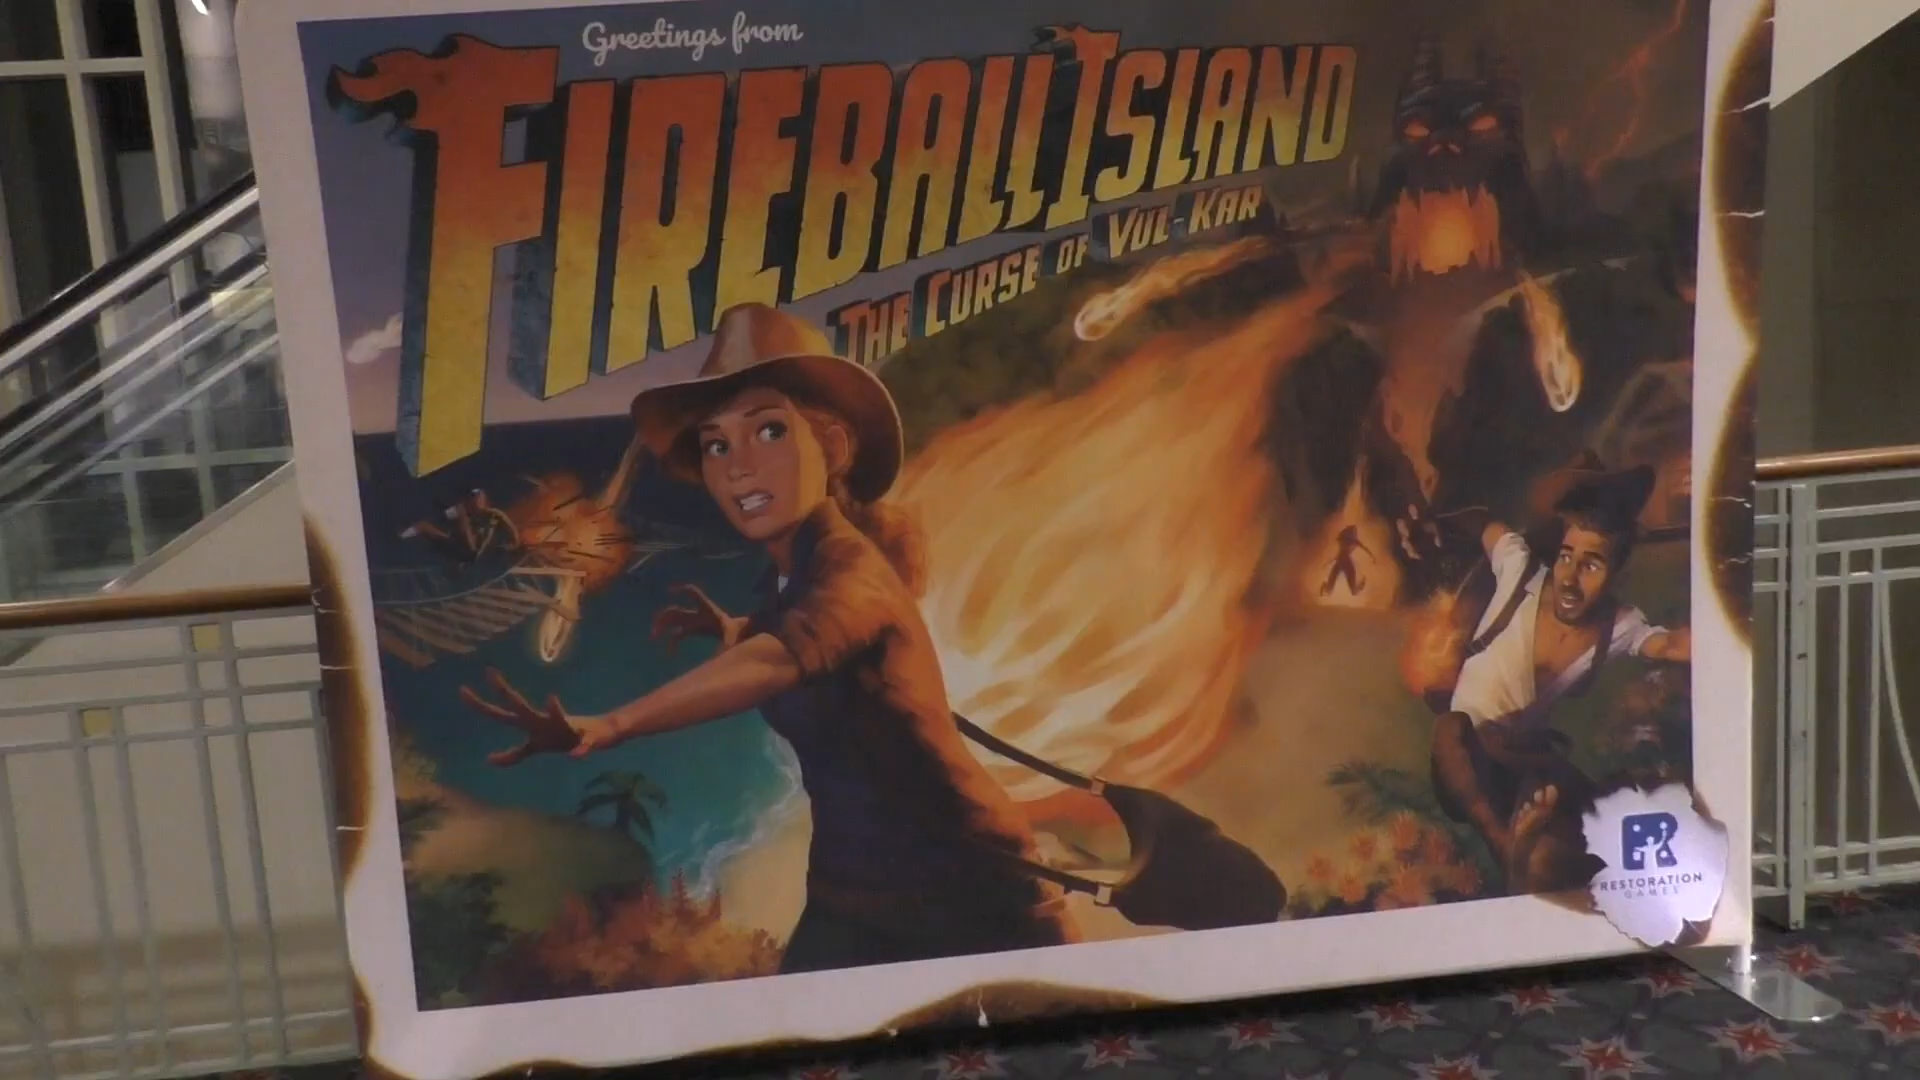 Greetings from
FIREBALL ISLAND
THE CURSE OF VUL-KAR
RESTORATION
GAMES